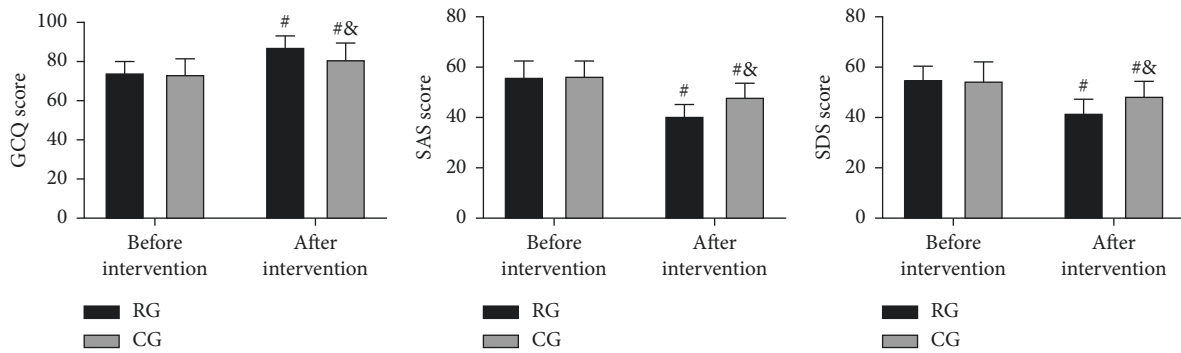 GCQ score
100
80
60
40
20
0
#
#&
Before
intervention
After
intervention
RG
CG
SAS score
80
60
40
20
0
#
#&
Before
intervention
After
intervention
RG
CG
SDS score
80
60
40
20
0
#
#&
Before
intervention
After
intervention
RG
CG